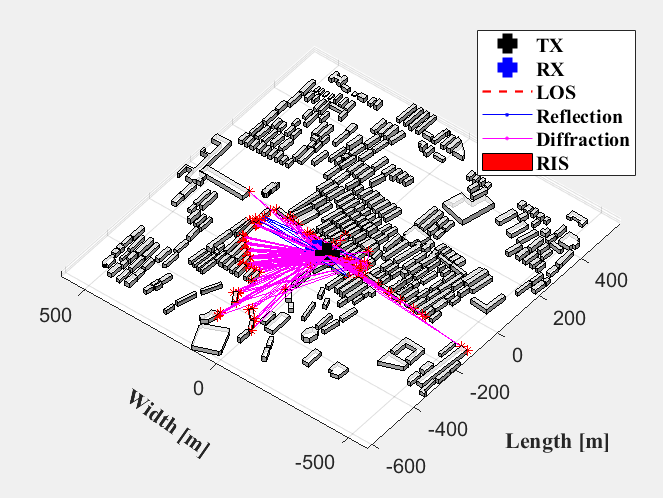 TX
RX
LOS
Reflection
Diffraction
RIS
400
200
0
-200
-400
-600
500
0
-500
Width [m]
Length [m]